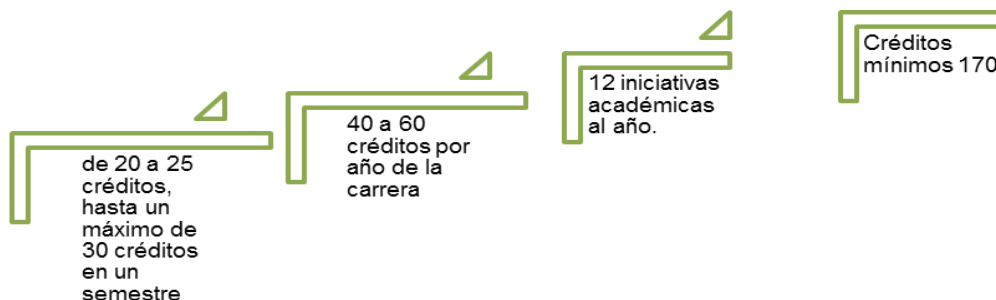 de 20 a 25
créditos,
hasta un
máximo de
30 créditos
en un
semestre
40 a 60
créditos por
año de la
carrera
12 iniciativas
académicas
al año.
Créditos
mínimos 170